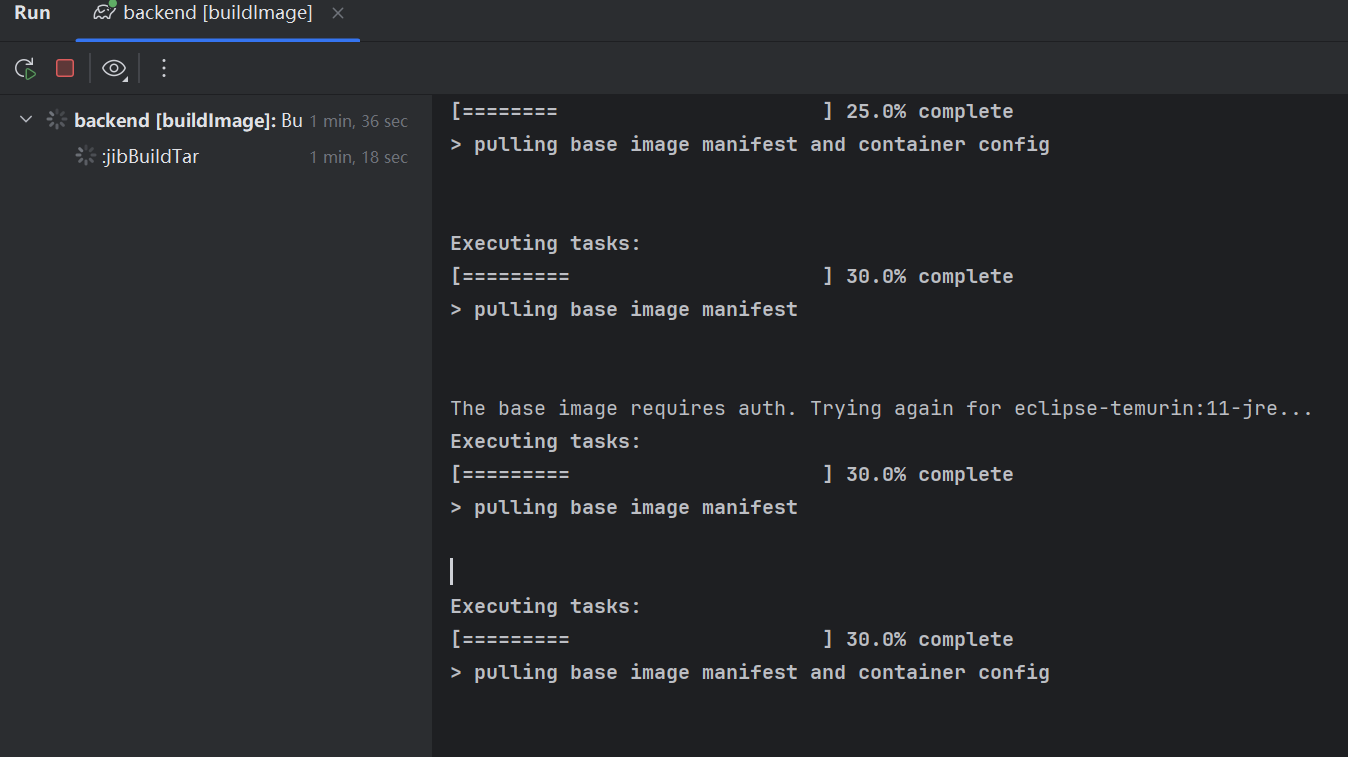 Run
backend [buildImage]
backend [buildImage]: Bu 1 min, 36 sec
:jibBuildTar 1 min, 18 sec
[======== ] 25.0% complete
> pulling base image manifest and container config
Executing tasks:
[========= ] 30.0% complete
> pulling base image manifest
The base image requires auth. Trying again for eclipse-temurin:11-jre...
Executing tasks:
[========= ] 30.0% complete
> pulling base image manifest
Executing tasks:
[========= ] 30.0% complete
> pulling base image manifest and container config